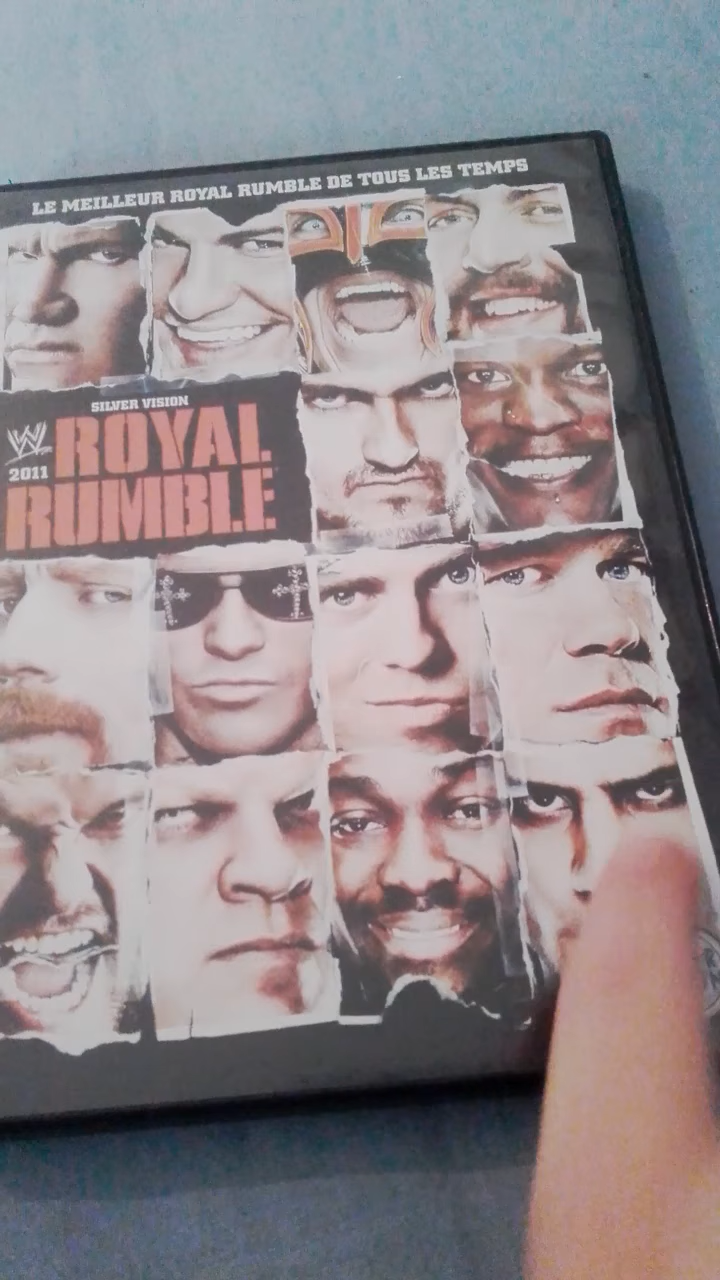 LE MEILLEUR ROYAL RUMBLE DE TOUS LES TEMPS
SILVER VISION
W
2011
ROYAL
RUMBLE